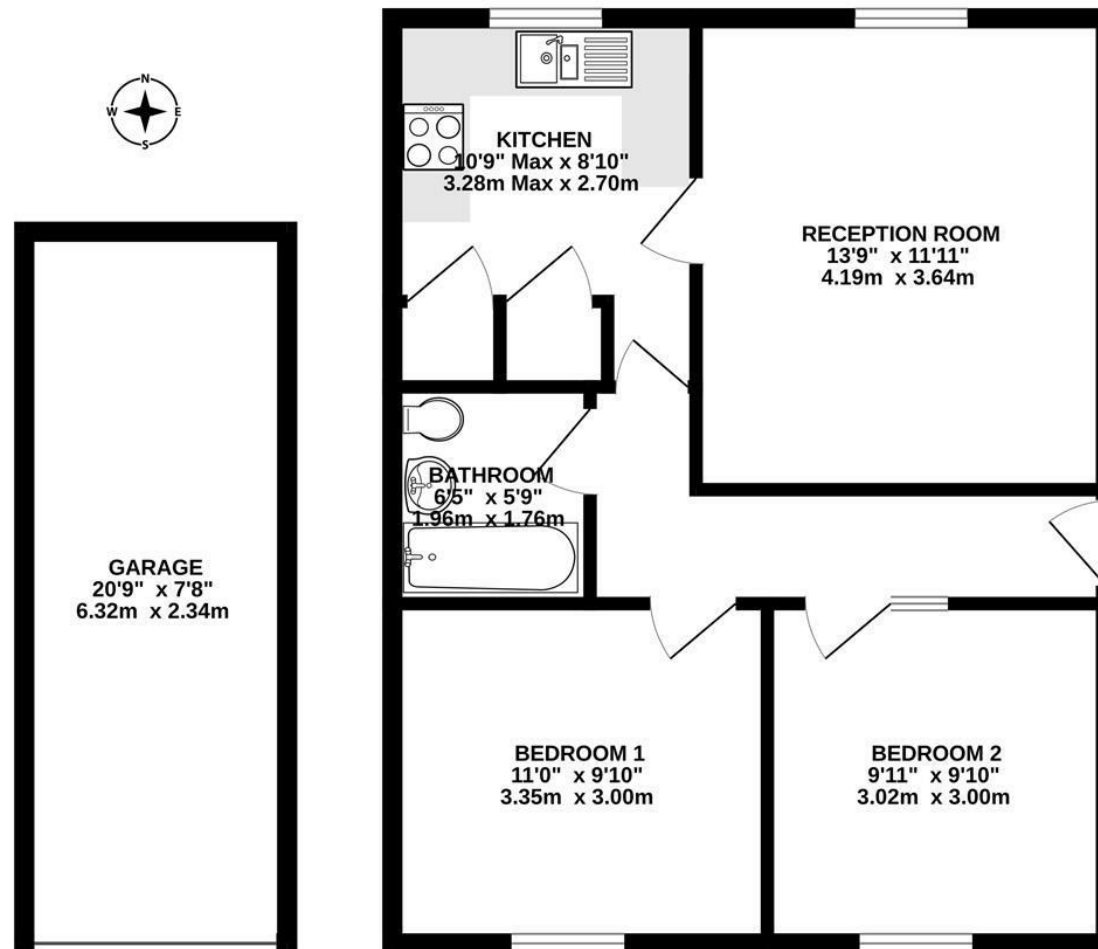 N
W E
S
KITCHEN
10'9" Max x 8'10"
3.28m Max x 2.70m
RECEPTION ROOM
13'9" x 11'11"
4.19m x 3.64m
BATHROOM
6'5" x 5'9"
1.96m x 1.76m
GARAGE
20'9" x 7'8"
6.32m x 2.34m
BEDROOM 1
11'0" x 9'10"
3.35m x 3.00m
BEDROOM 2
9'11" x 9'10"
3.02m x 3.00m